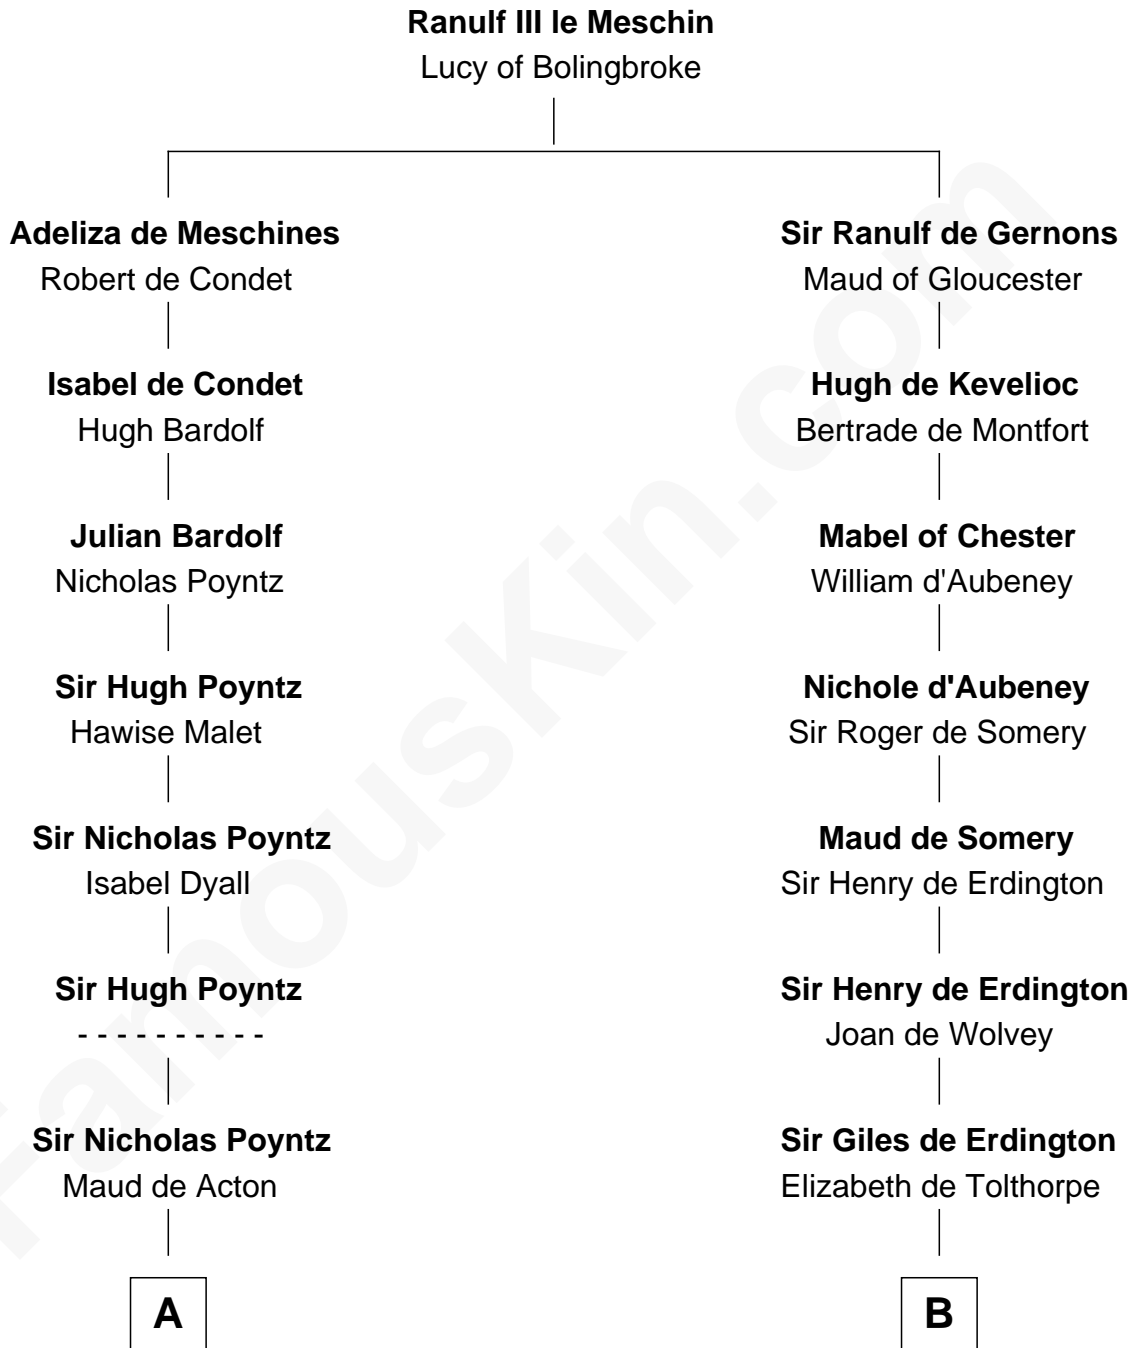 Ranulf III le Meschin
Lucy of Bolingbroke
Adeliza de Meschines
Robert de Condet
Sir Ranulf de Gernons
Maud of Gloucester
Isabel de Condet
Hugh Bardolf
Hugh de Kevelioc
Bertrade de Montfort
Julian Bardolf
Nicholas Poyntz
Mabel of Chester
William d'Aubeney
Sir Hugh Poyntz
Hawise Malet
Nichole d'Aubeney
Sir Roger de Somery
Sir Nicholas Poyntz
Isabel Dyall
Maud de Somery
Sir Henry de Erdington
Sir Hugh Poyntz
- - - - - - - - - -
Sir Henry de Erdington
Joan de Wolvey
Sir Nicholas Poyntz
Maud de Acton
Sir Giles de Erdington
Elizabeth de Tolthorpe
A
B
FamousKin.com